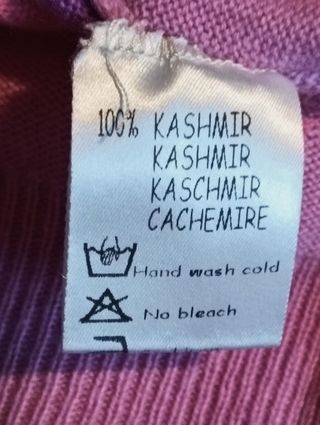 100% KASHMIR
KASHMIR
KASCHMIR
CACHEMIRE
Hand wash cold
No bleach